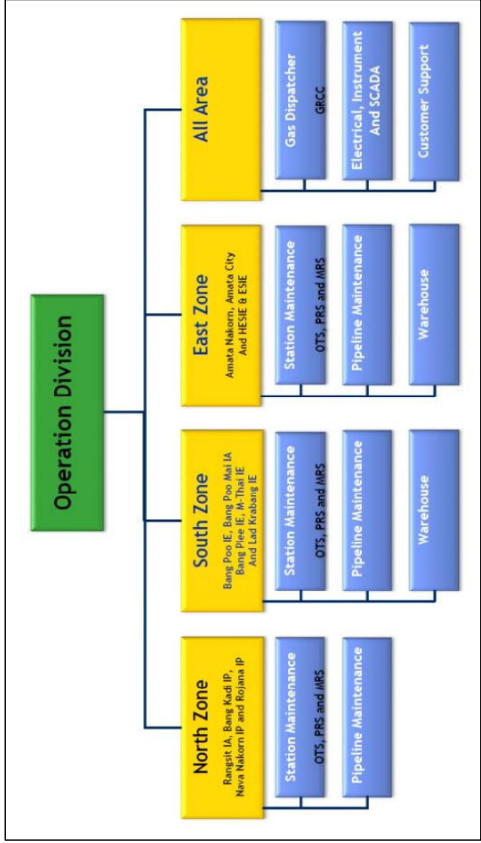 Operation Division
North Zone
Rangsit IA, Bang Kadi IP,
Nava Nakorn IP and Rojana IP
Station Maintenance
OTS, PRS and MRS
Pipeline Maintenance
South Zone
Bang Poo IE, Bang Poo Mai IA
Bang Plee IE, M-Thai IE
And Lad Krabang IE
Station Maintenance
OTS, PRS and MRS
Pipeline Maintenance
Warehouse
East Zone
Amata Nakorn, Amata City
And HESIE & ESIE
Station Maintenance
OTS, PRS and MRS
Pipeline Maintenance
Warehouse
All Area
Gas Dispatcher
GRCC
Electrical, Instrument
And SCADA
Customer Support